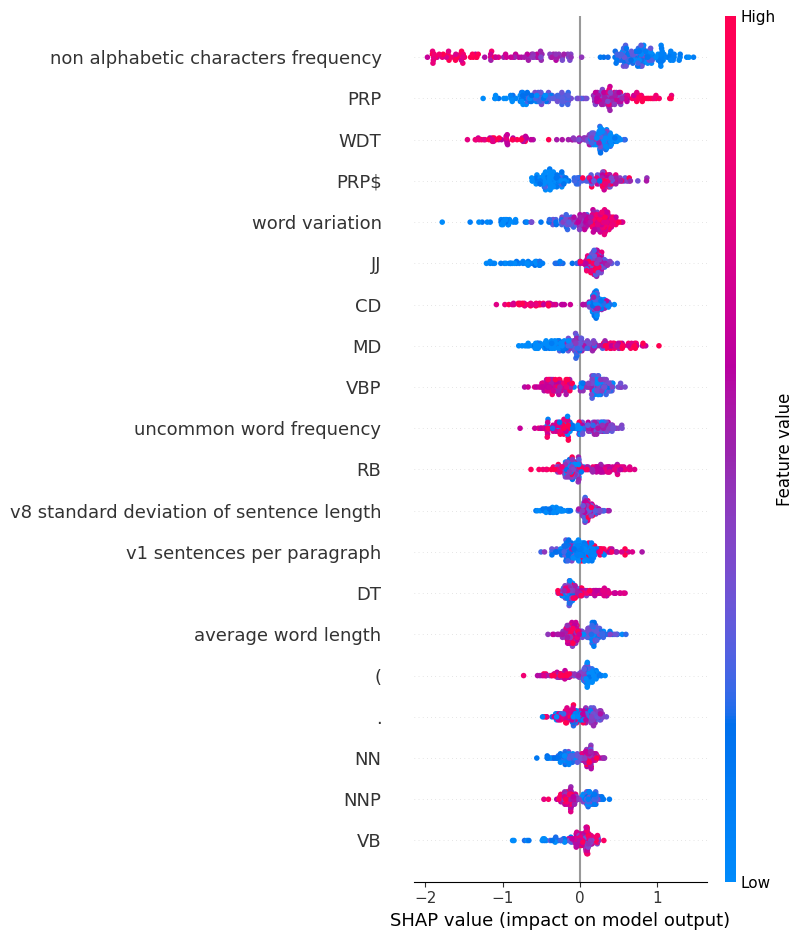 High
non alphabetic characters frequency
PRP
WDT
PRP$
word variation
JJ
CD
MD
VBP
uncommon word frequency
RB
v8 standard deviation of sentence length
v1 sentences per paragraph
DT
average word length
(
.
NN
NNP
VB
Feature value
Low
−2 −1 0 1
SHAP value (impact on model output)